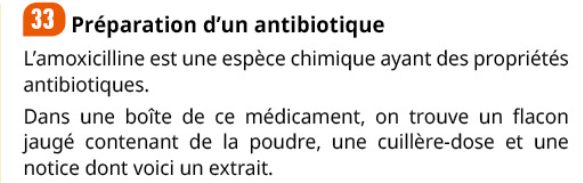 33 Préparation d'un antibiotique
L'amoxicilline est une espèce chimique ayant des propriétés
antibiotiques.
Dans une boîte de ce médicament, on trouve un flacon
jaugé contenant de la poudre, une cuillère-dose et une
notice dont voici un extrait.